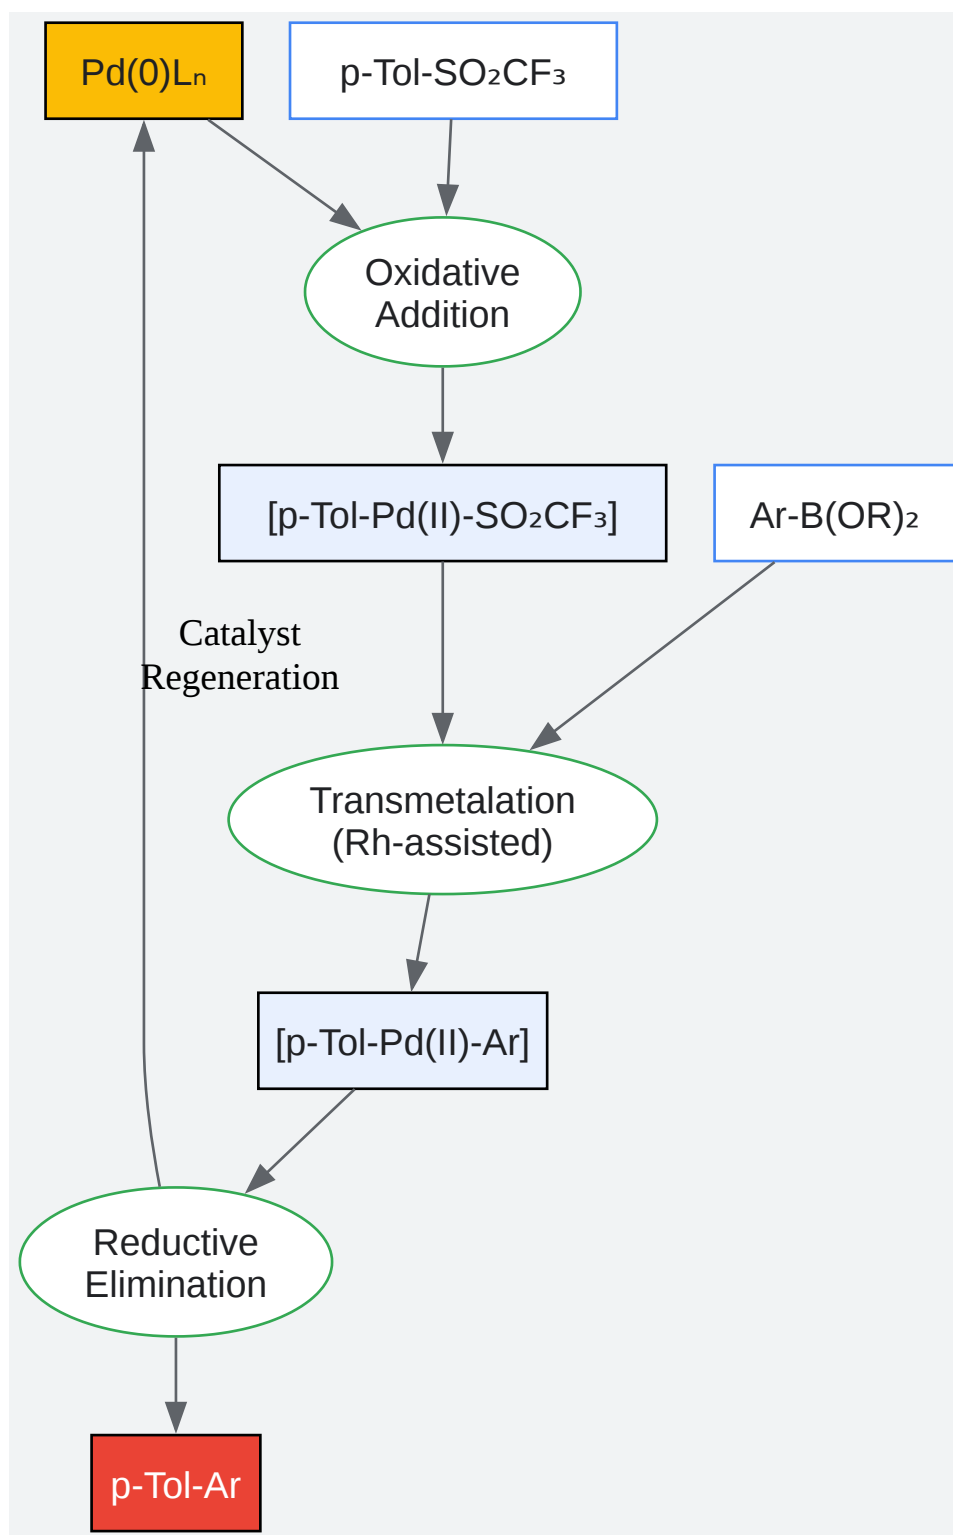 Pd(0)Lₙ
p-Tol-SO₂CF₃
Oxidative
Addition
[p-Tol-Pd(II)-SO₂CF₃]
Ar-B(OR)₂
Catalyst
Regeneration
Transmetalation
(Rh-assisted)
[p-Tol-Pd(II)-Ar]
Reductive
Elimination
p-Tol-Ar